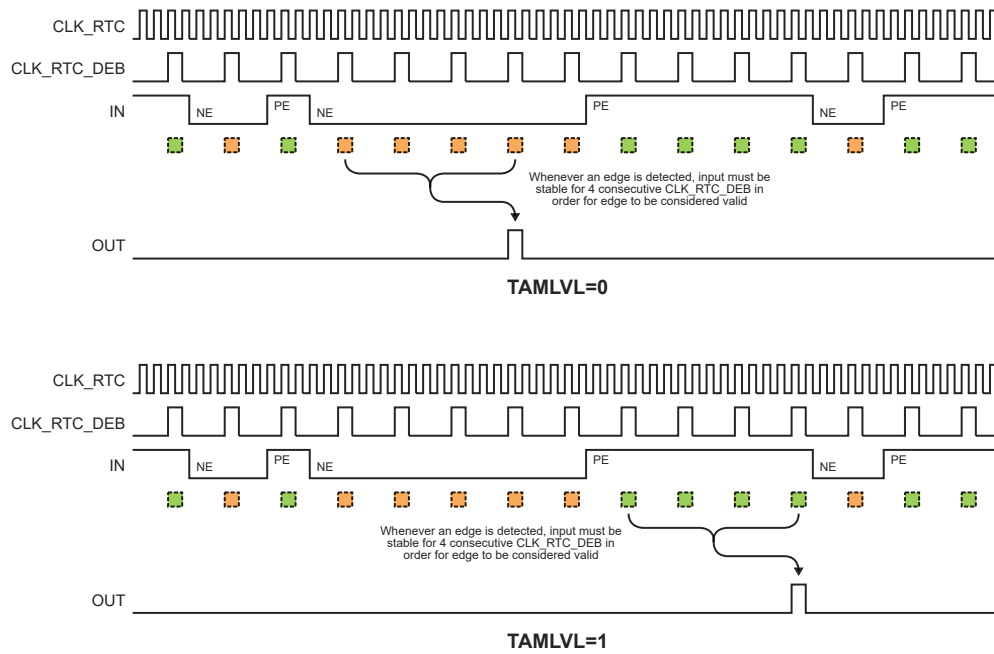 CLK_RTC
CLK_RTC_DEB
IN
NE
PE
NE
PE
NE
PE
Whenever an edge is detected, input must be
stable for 4 consecutive CLK_RTC_DEB in
order for edge to be considered valid
OUT
TAMLVL=0
CLK_RTC
CLK_RTC_DEB
IN
NE
PE
NE
PE
NE
PE
Whenever an edge is detected, input must be
stable for 4 consecutive CLK_RTC_DEB in
order for edge to be considered valid
OUT
TAMLVL=1